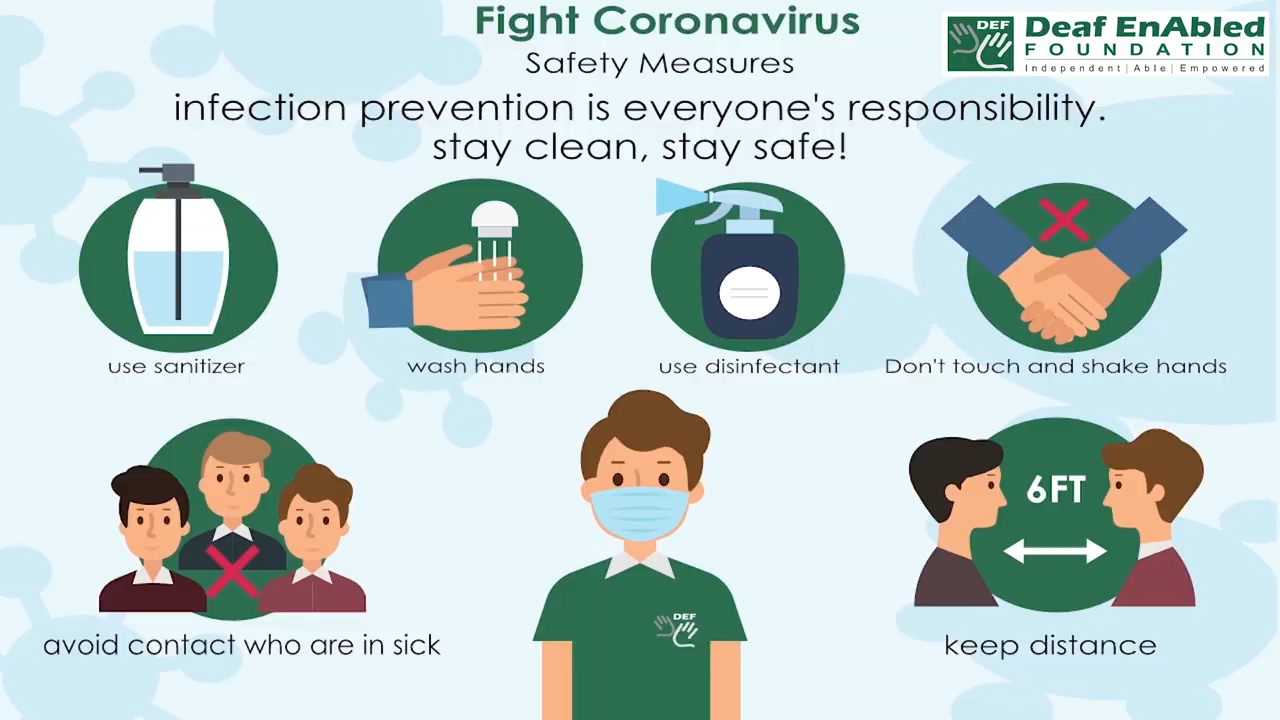 Fight Coronavirus
Safety Measures
DEF
Deaf EnAbled
FOUNDATION
Independent | Able | Empowered
infection prevention is everyone's responsibility.
stay clean, stay safe!
use sanitizer
wash hands
use disinfectant
Don't touch and shake hands
6FT
DEF
avoid contact who are in sick
keep distance